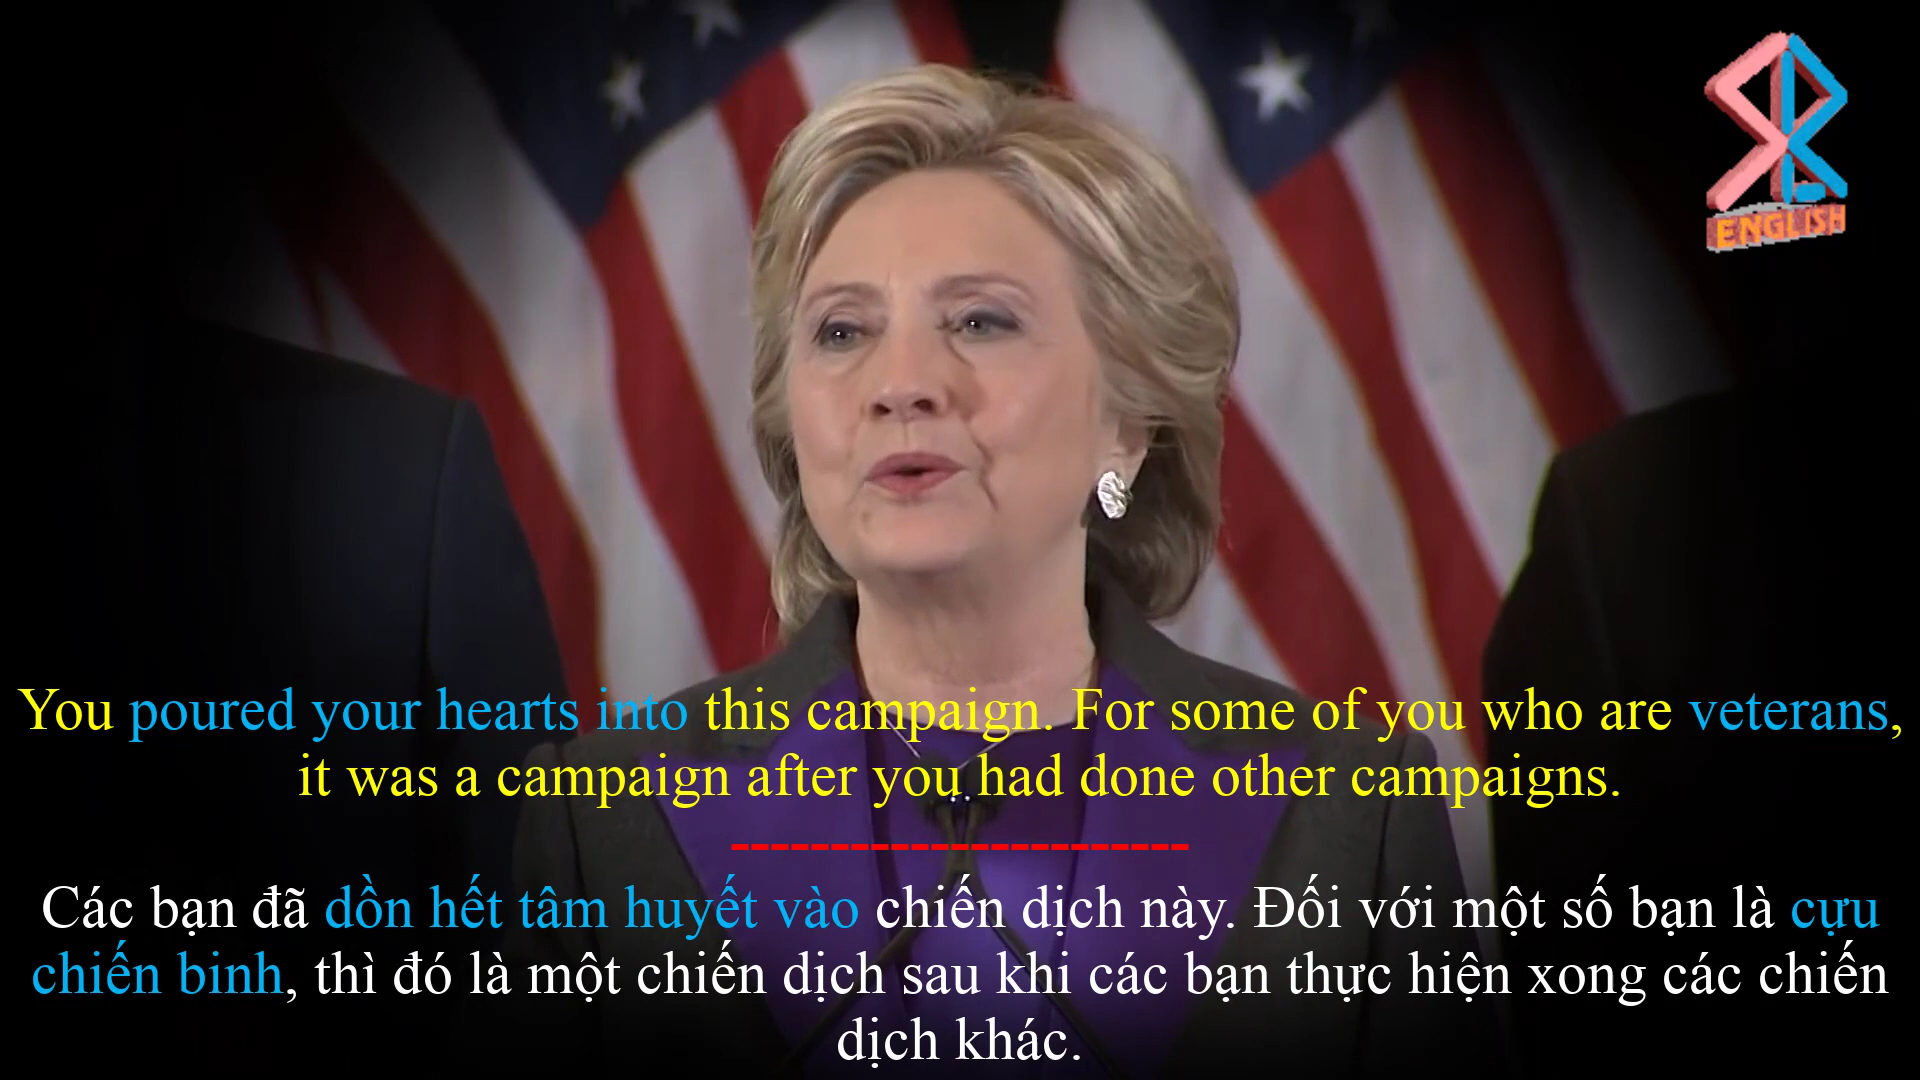 ENGLISH
You poured your hearts into this campaign. For some of you who are veterans,
it was a campaign after you had done other campaigns.
-----------------------
Các bạn đã dồn hết tâm huyết vào chiến dịch này. Đối với một số bạn là cựu
chiến binh, thì đó là một chiến dịch sau khi các bạn thực hiện xong các chiến
dịch khác.